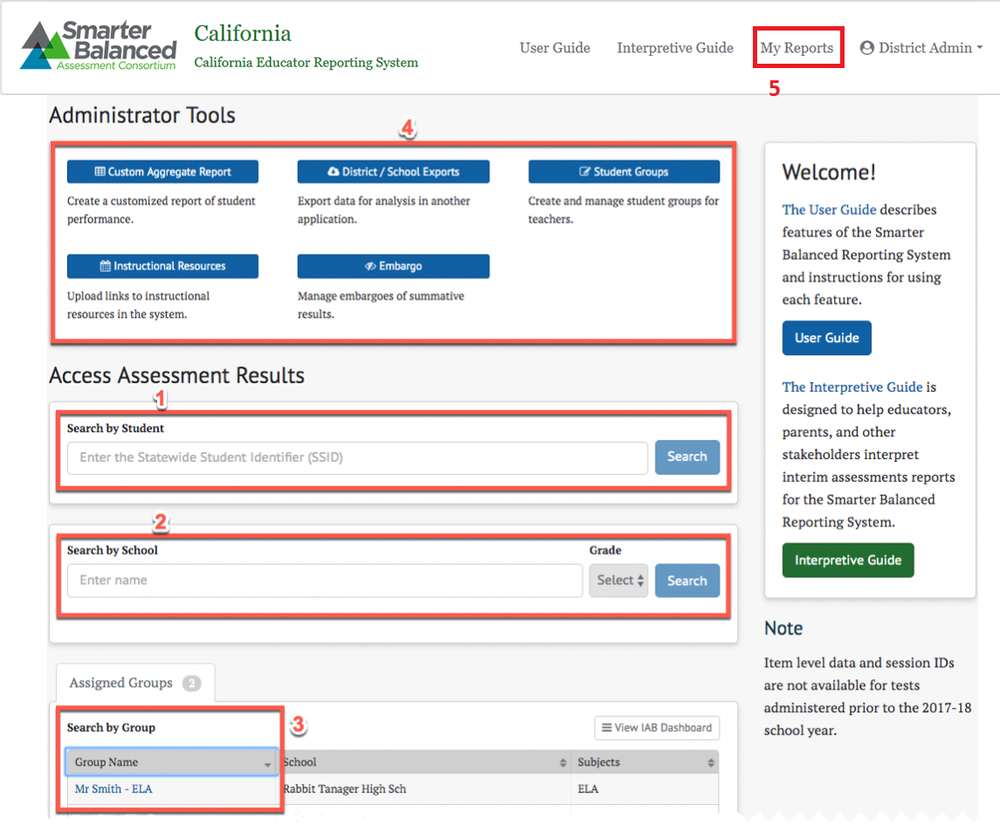 Smarter
Balanced
Assessment Consortium
California
California Educator Reporting System
User Guide
Interpretive Guide
My Reports
District Admin
5
Administrator Tools
4
Custom Aggregate Report
Create a customized report of student
performance.
District / School Exports
Export data for analysis in another
application.
Student Groups
Create and manage student groups for
teachers.
Instructional Resources
Upload links to instructional
resources in the system.
Embargo
Manage embargoes of summative
results.
Access Assessment Results
1
Search by Student
Enter the Statewide Student Identifier (SSID)
Search
2
Search by School
Grade
Enter name
Select
Search
Assigned Groups 2
3
Search by Group
View IAB Dashboard
Group Name
School
Subjects
Mr Smith - ELA
Rabbit Tanager High Sch
ELA
Welcome!
The User Guide describes
features of the Smarter
Balanced Reporting System
and instructions for using
each feature.
User Guide
The Interpretive Guide is
designed to help educators,
parents, and other
stakeholders interpret
interim assessments reports
for the Smarter Balanced
Reporting System.
Interpretive Guide
Note
Item level data and session IDs
are not available for tests
administered prior to the 2017-18
school year.